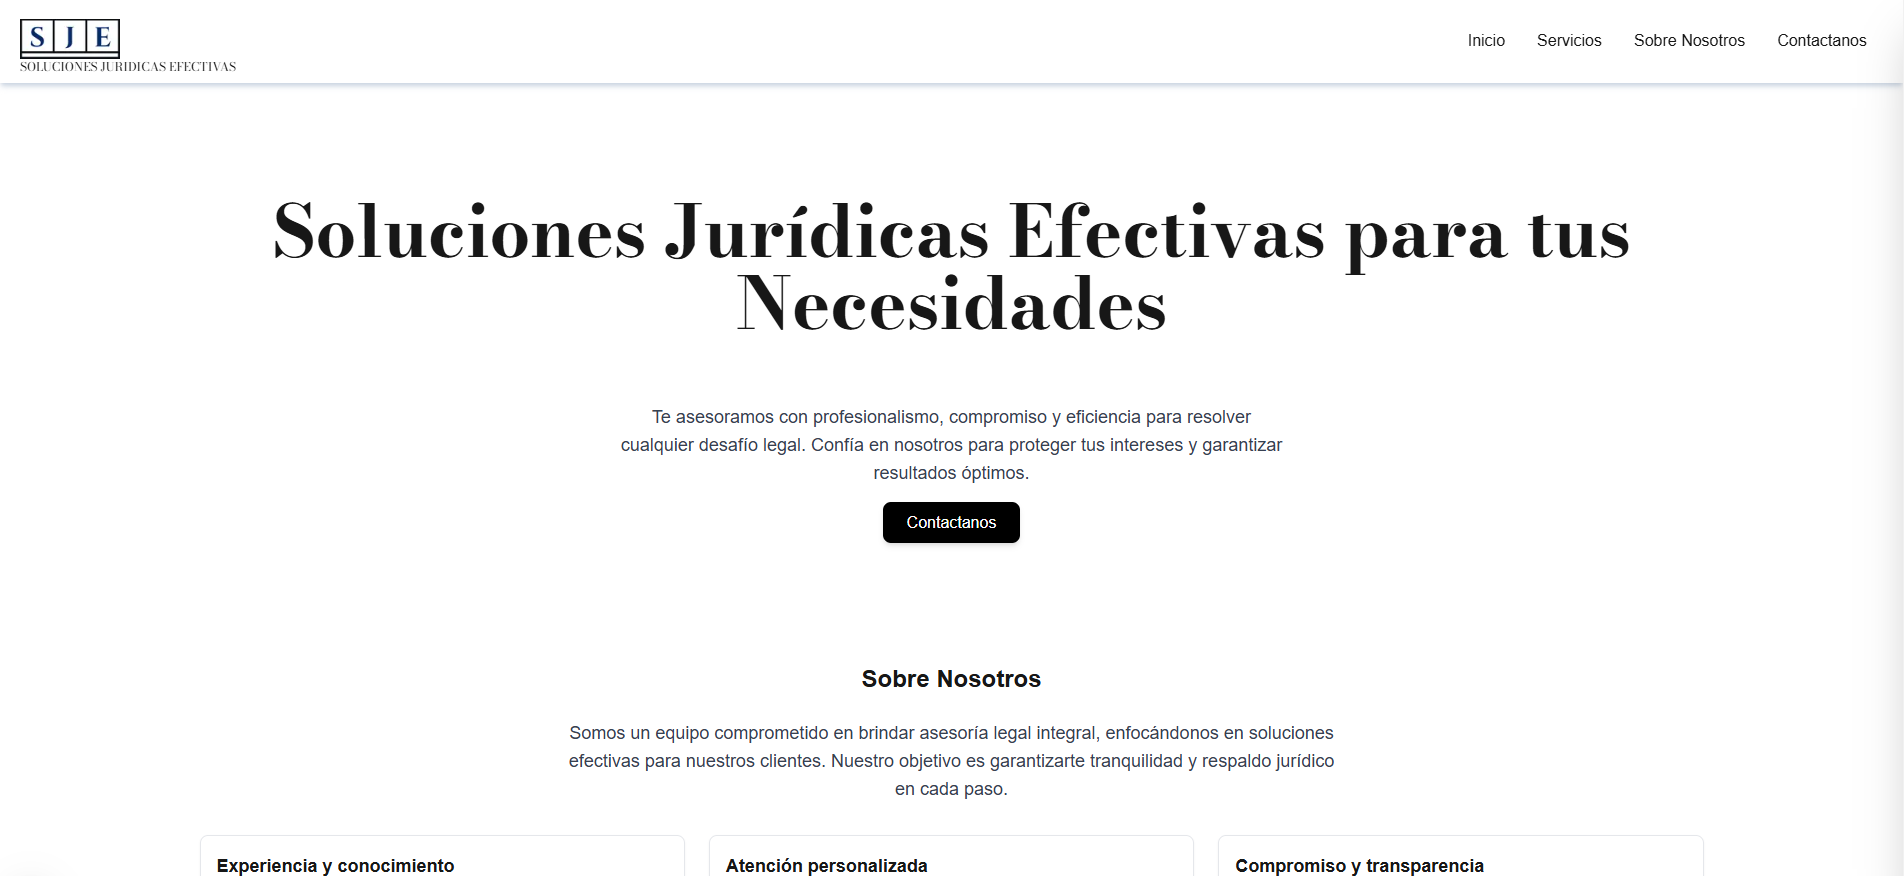 S J E
SOLUCIONES JURIDICAS EFECTIVAS
Inicio
Servicios
Sobre Nosotros
Contactanos
Soluciones Jurídicas Efectivas para tus
Necesidades
Te asesoramos con profesionalismo, compromiso y eficiencia para resolver
cualquier desafío legal. Confía en nosotros para proteger tus intereses y garantizar
resultados óptimos.
Contactanos
Sobre Nosotros
Somos un equipo comprometido en brindar asesoría legal integral, enfocándonos en soluciones
efectivas para nuestros clientes. Nuestro objetivo es garantizarte tranquilidad y respaldo jurídico
en cada paso.
Experiencia y conocimiento
Atención personalizada
Compromiso y transparencia